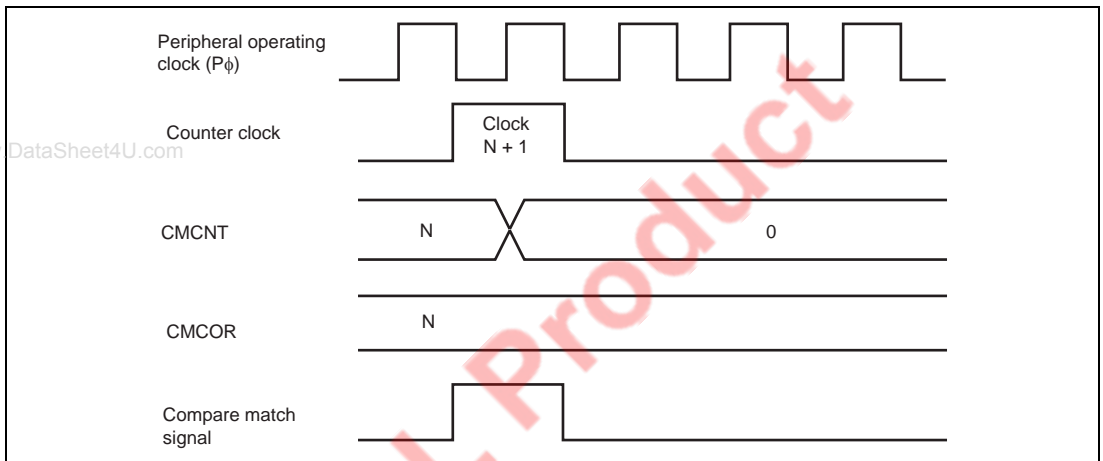 Peripheral operating
clock (Pϕ)
Counter clock
Clock
N + 1
.DataSheet4U.com
CMCNT
N
0
CMCOR
N
Compare match
signal
Product